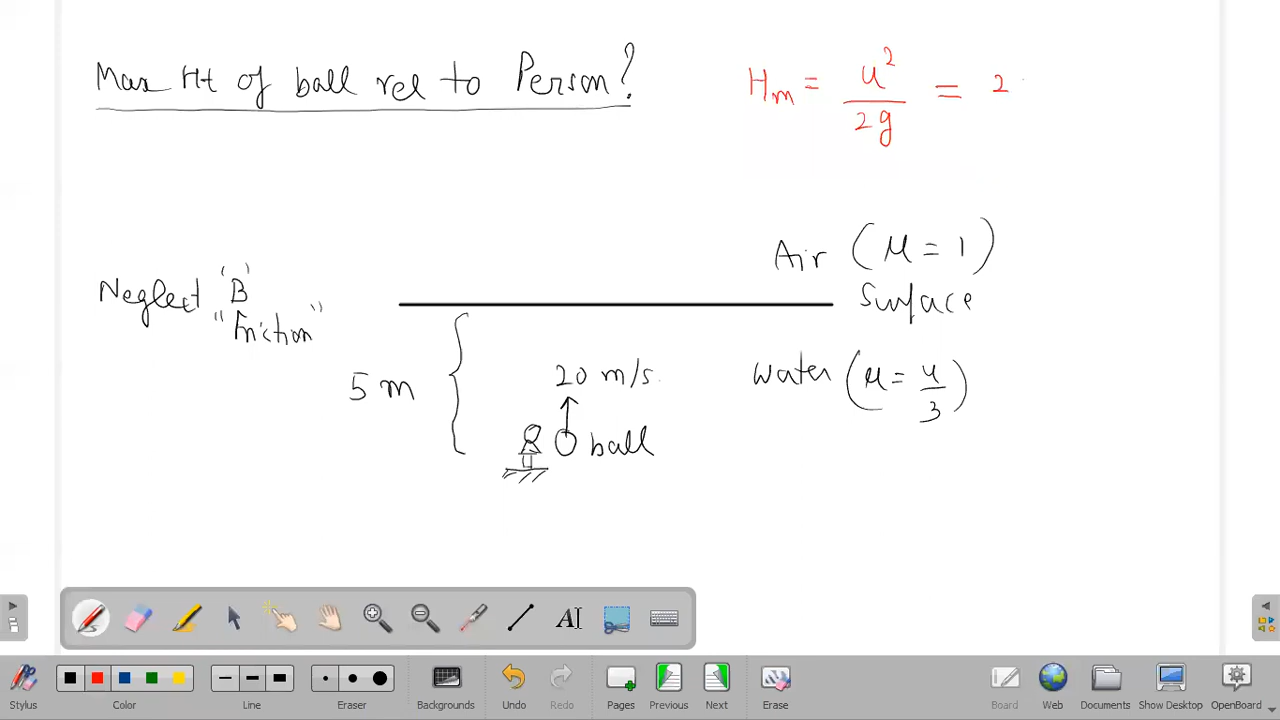 Max Ht of ball rel to Person?
Hm = u²/2g = 2
Air (μ = 1)
Neglect 'B'
"Friction"
Surface
5 m
20 m/s
water (μ = 4/3)
ball
Stylus
Color
Line
Eraser
Backgrounds
Undo
Redo
Pages
Previous
Next
Erase
Board
Web
Documents
Show Desktop
OpenBoard